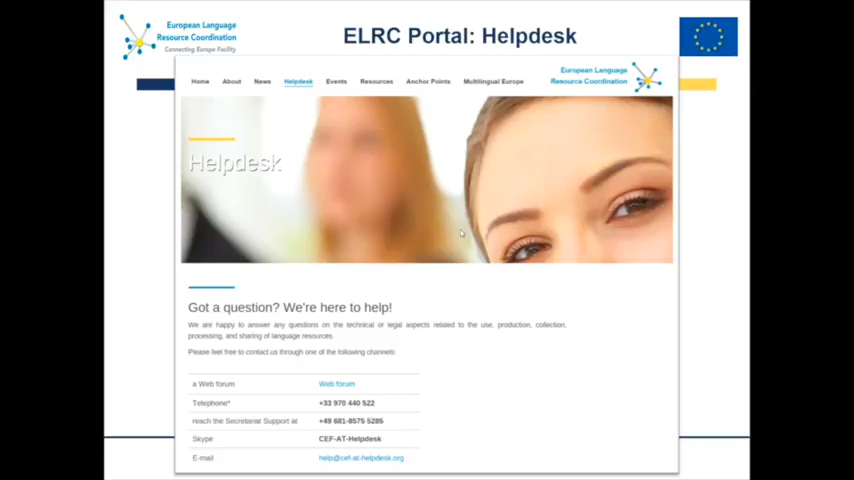 European Language
Resource Coordination
Connecting Europe Facility
ELRC Portal: Helpdesk
Home About News Helpdesk Events Resources Anchor Points Multilingual Europe
European Language
Resource Coordination
Helpdesk
Got a question? We're here to help!
We are happy to answer any questions on the technical or legal aspects related to the use, production, collection,
processing, and sharing of language resources.
Please feel free to contact us through one of the following channels
a Web forum Web forum
Telephone* +33 970 440 522
reach the Secretariat Support at +49 681-8575 5285
Skype CEF-AT-Helpdesk
E-mail help@cef-at-helpdesk.org